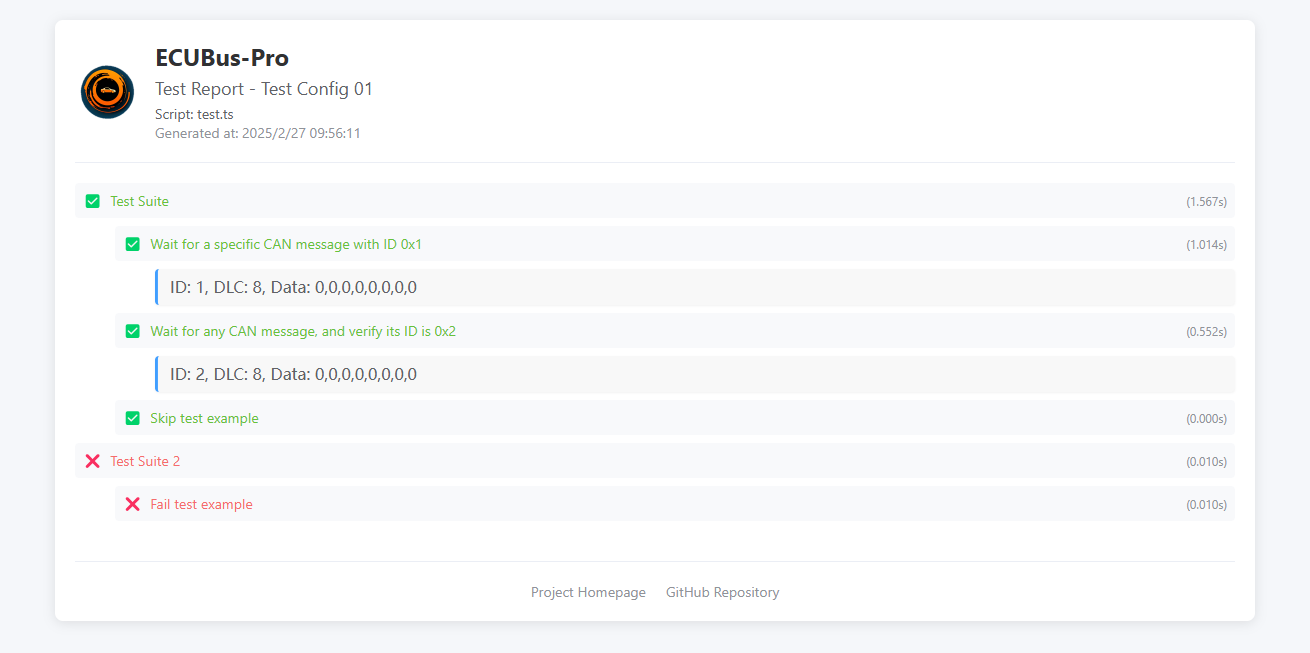 ECUBus-Pro
Test Report - Test Config 01
Script: test.ts
Generated at: 2025/2/27 09:56:11
Test Suite (1.567s)
Wait for a specific CAN message with ID 0x1 (1.014s)
ID: 1, DLC: 8, Data: 0,0,0,0,0,0,0,0
Wait for any CAN message, and verify its ID is 0x2 (0.552s)
ID: 2, DLC: 8, Data: 0,0,0,0,0,0,0,0
Skip test example (0.000s)
Test Suite 2 (0.010s)
Fail test example (0.010s)
Project Homepage GitHub Repository